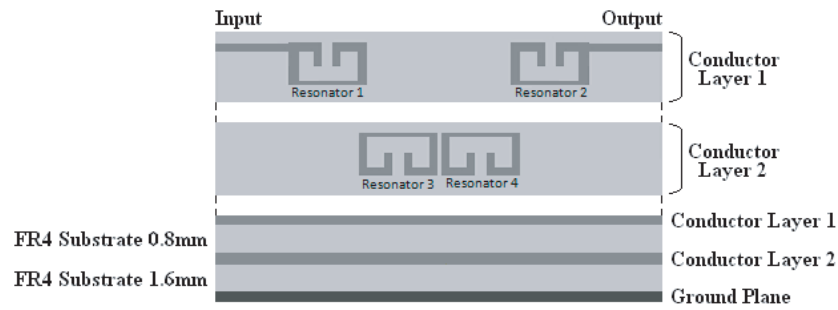 Input
Output
Resonator 1
Resonator 2
Conductor
Layer 1
Resonator 3
Resonator 4
Conductor
Layer 2
Conductor Layer 1
FR4 Substrate 0.8mm
Conductor Layer 2
FR4 Substrate 1.6mm
Ground Plane